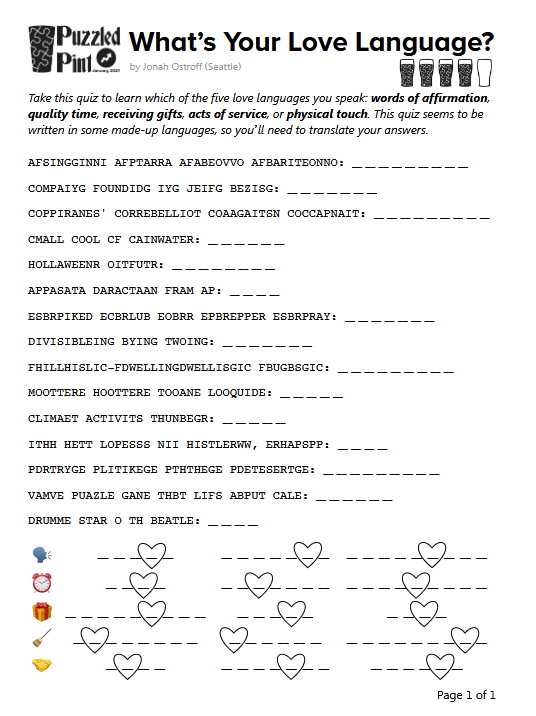 Puzzled
Pint
January 2021
What's Your Love Language?
by Jonah Ostroff (Seattle)
Take this quiz to learn which of the five love languages you speak: words of affirmation,
quality time, receiving gifts, acts of service, or physical touch. This quiz seems to be
written in some made-up languages, so you'll need to translate your answers.
AFSINGGINNI AFPTARRA AFABEOVVO AFBARITEONNO: _ _ _ _ _ _ _ _ _
COMPAIYG FOUNDIDG IYG JEIFG BEZISG: _ _ _ _ _ _ _
COPPIRANES' CORREBELLIOT COAAGAITSN COCCAPNAIT: _ _ _ _ _ _ _ _ _
CMALL COOL CF CAINWATER: _ _ _ _ _ _
HOLLAWEENR OITFUTR: _ _ _ _ _ _ _ _
APPASATA DARACTAAN FRAM AP: _ _ _ _
ESBRPIKED ECBRLUB EOBRR EPBREPPER ESBRPRAY: _ _ _ _ _ _ _
DIVISIBLEING BYING TWOING: _ _ _ _ _ _ _
FHILLHISLIC-FDWELLINGDWELLISGIC FBUGBSGIC: _ _ _ _ _ _ _ _ _
MOOTTERE HOOTTERE TOOANE LOOQUIDE: _ _ _ _ _
CLIMAET ACTIVITS THUNBEGR: _ _ _ _ _
ITHH HETT LOPESSS NII HISTLERWW, ERHAPSPP: _ _ _ _
PDRTRYGE PLITIKEGE PTHTHEGE PDETESERTGE: _ _ _ _ _ _ _ _ _
VAMVE PUAZLE GANE THBT LIFS ABPUT CALE: _ _ _ _ _ _
DRUMME STAR O TH BEATLE: _ _ _ _
Page 1 of 1